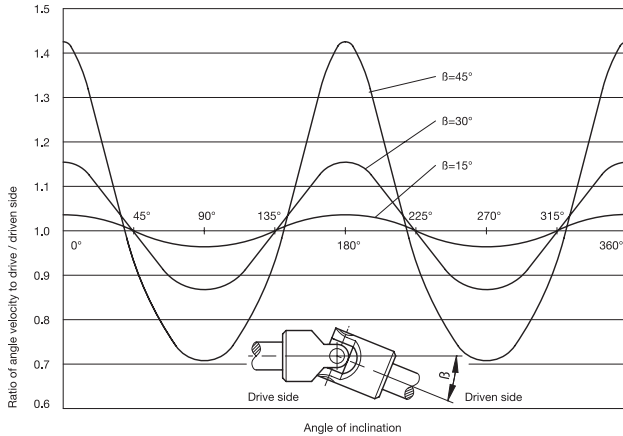 Ratio of angle velocity to drive / driven side
1.5
1.4
1.3
1.2
1.1
1,0
0.9
0.8
0.7
0.6
ß=45°
ß=30°
ß=15°
45°
135°
225°
315°
0°
90°
180°
270°
360°
ß
Drive side
Driven side
Angle of inclination